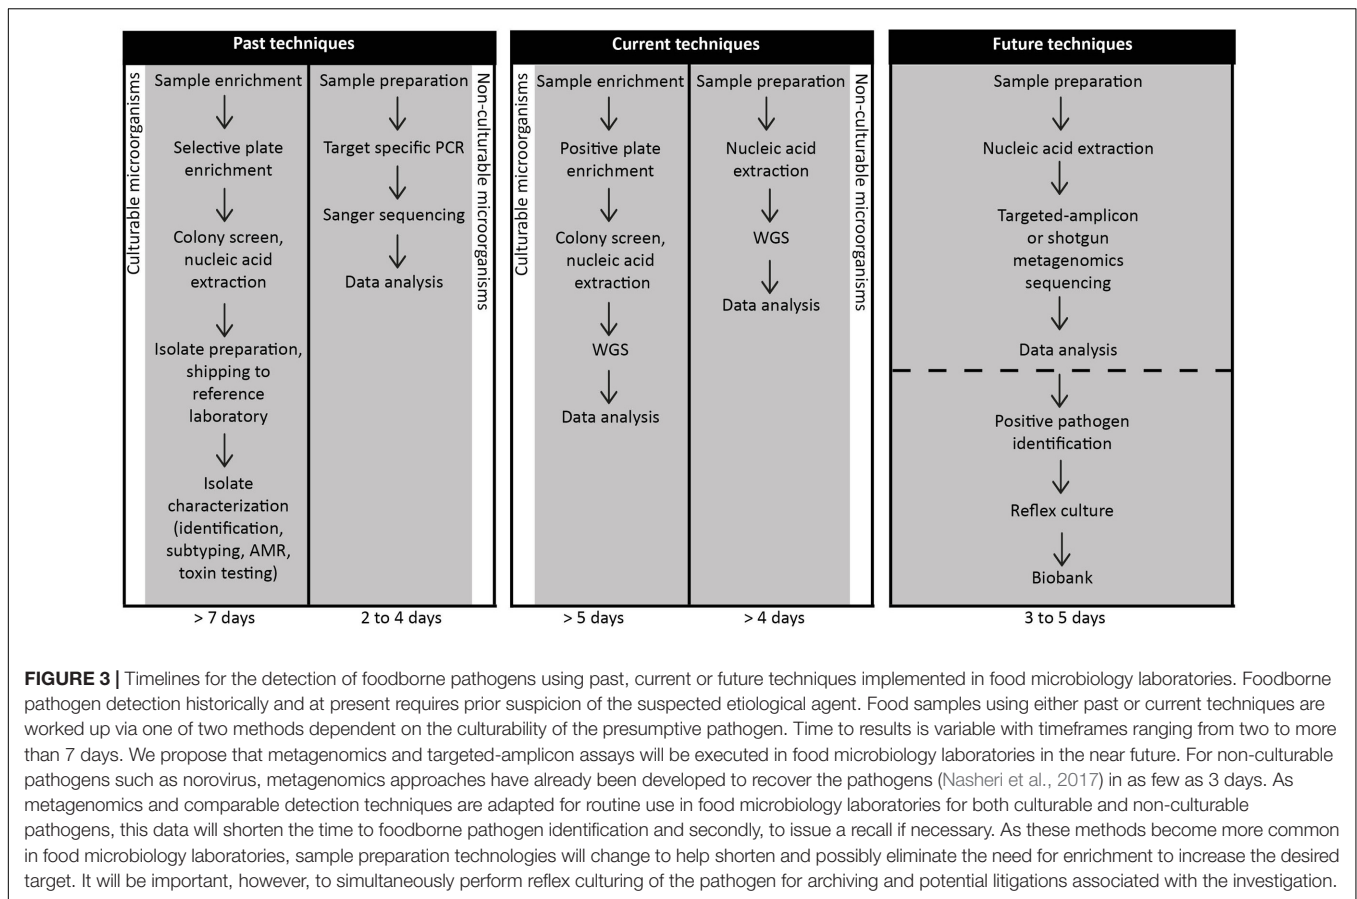 Past techniques
Culturable microorganisms
Sample enrichment
Selective plate
enrichment
Colony screen,
nucleic acid
extraction
Isolate preparation,
shipping to
reference
laboratory
Isolate
characterization
(identification,
subtyping, AMR,
toxin testing)
> 7 days
Sample preparation
Target specific PCR
Sanger sequencing
Data analysis
2 to 4 days
Non-culturable microorganisms
Current techniques
Culturable microorganisms
Sample enrichment
Positive plate
enrichment
Colony screen,
nucleic acid
extraction
WGS
Data analysis
> 5 days
Sample preparation
Nucleic acid
extraction
WGS
Data analysis
> 4 days
Non-culturable microorganisms
Future techniques
Sample preparation
Nucleic acid extraction
Targeted-amplicon
or shotgun
metagenomics
sequencing
Data analysis
Positive pathogen
identification
Reflex culture
Biobank
3 to 5 days
FIGURE 3 | Timelines for the detection of foodborne pathogens using past, current or future techniques implemented in food microbiology laboratories. Foodborne
pathogen detection historically and at present requires prior suspicion of the suspected etiological agent. Food samples using either past or current techniques are
worked up via one of two methods dependent on the culturability of the presumptive pathogen. Time to results is variable with timeframes ranging from two to more
than 7 days. We propose that metagenomics and targeted-amplicon assays will be executed in food microbiology laboratories in the near future. For non-culturable
pathogens such as norovirus, metagenomics approaches have already been developed to recover the pathogens (Nasheri et al., 2017) in as few as 3 days. As
metagenomics and comparable detection techniques are adapted for routine use in food microbiology laboratories for both culturable and non-culturable
pathogens, this data will shorten the time to foodborne pathogen identification and secondly, to issue a recall if necessary. As these methods become more common
in food microbiology laboratories, sample preparation technologies will change to help shorten and possibly eliminate the need for enrichment to increase the desired
target. It will be important, however, to simultaneously perform reflex culturing of the pathogen for archiving and potential litigations associated with the investigation.